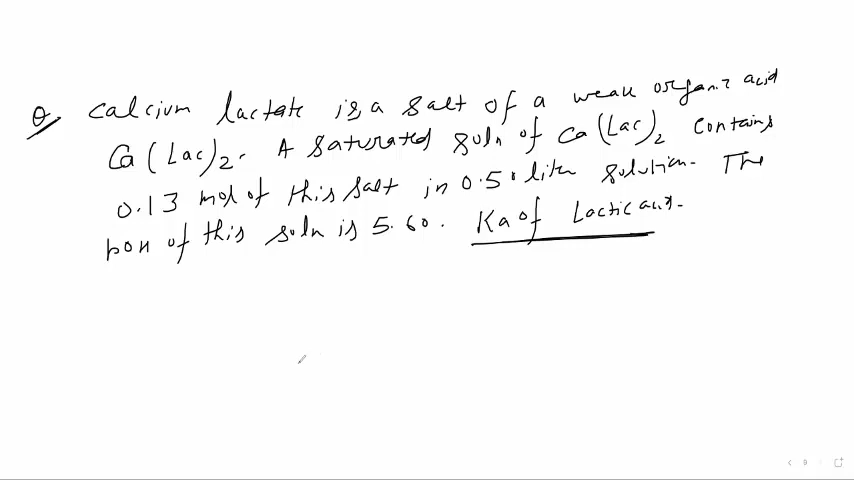 Q. Calcium lactate is a salt of a weak organic acid
Ca(Lac)2. A saturated soln of Ca(Lac)2 contains
0.13 mol of this salt in 0.50 liter solution. The
pOH of this soln is 5.60. Ka of Lactic acid.
9